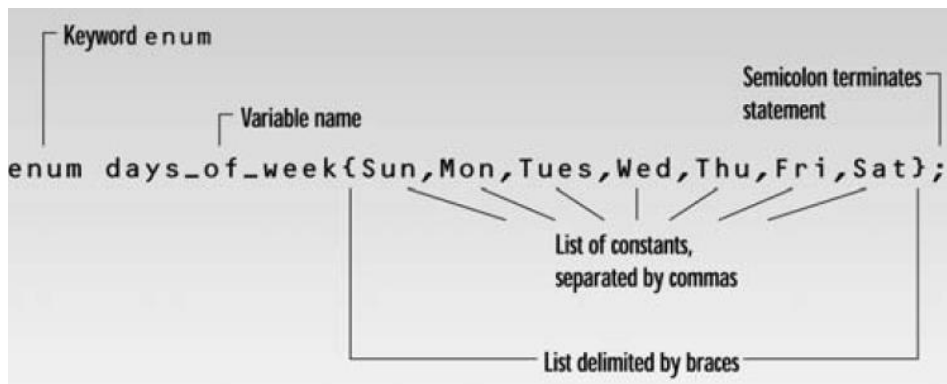 Keyword enum
Semicolon terminates
statement
Variable name
enum days_of_week{Sun,Mon,Tues,Wed,Thu,Fri,Sat};
List of constants,
separated by commas
List delimited by braces